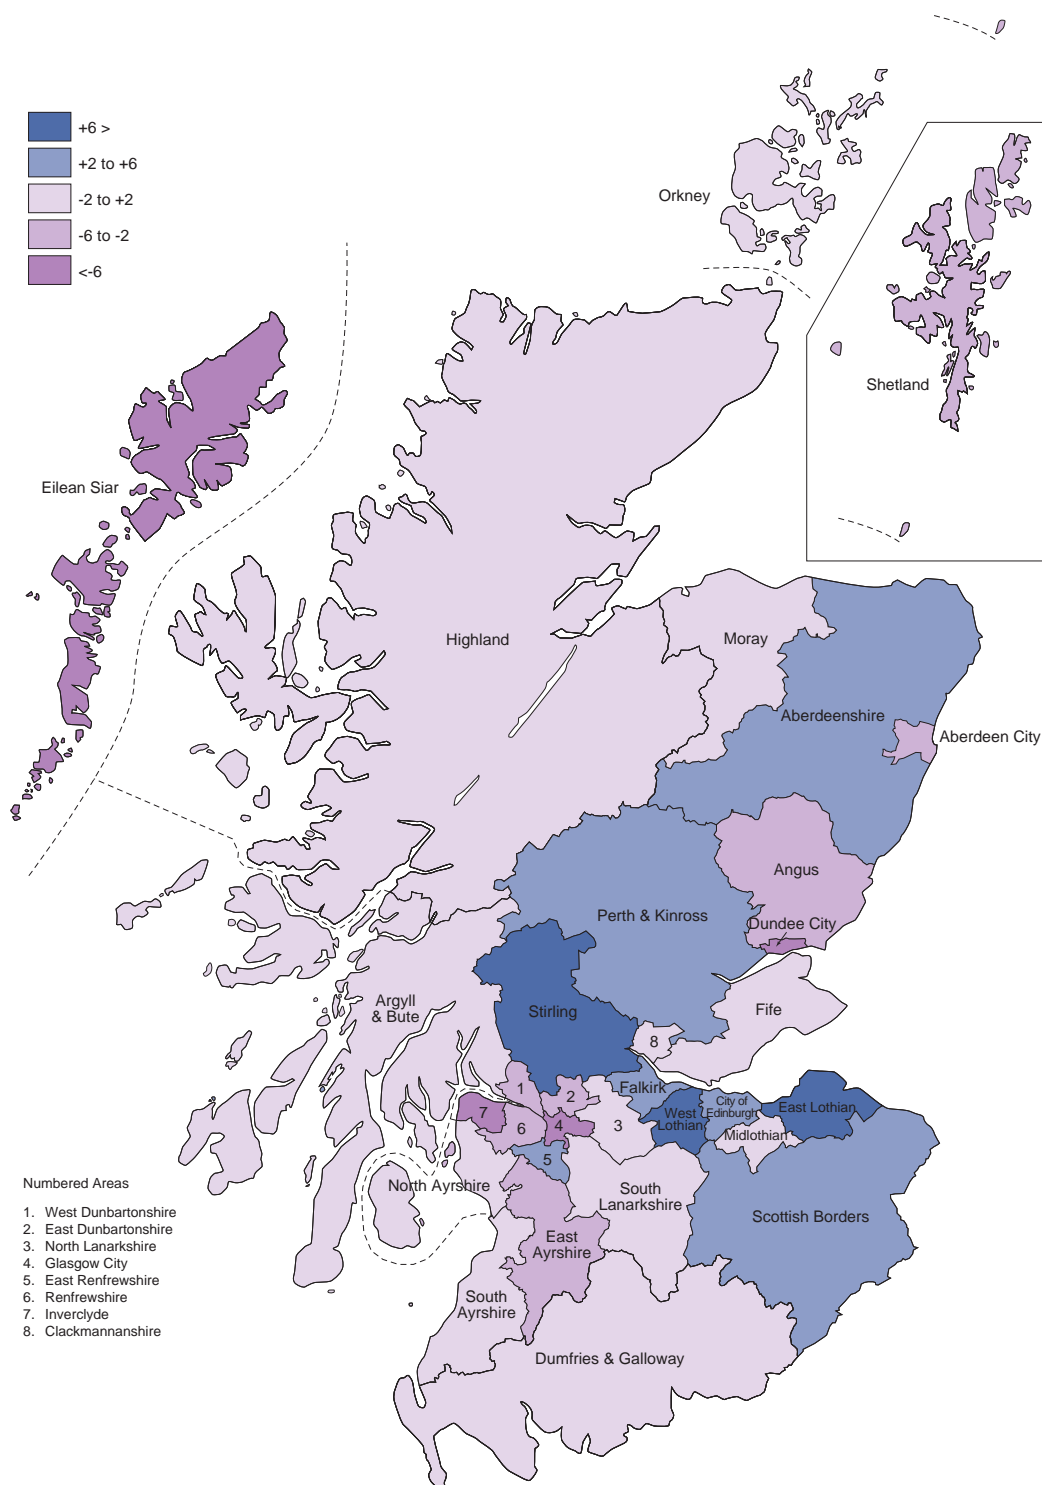 +6 >
+2 to +6
-2 to +2
-6 to -2
<-6
Orkney
Shetland
Eilean Siar
Highland
Moray
Aberdeenshire
Aberdeen City
Angus
Dundee City
Perth & Kinross
Argyll
& Bute
Stirling
Fife
8
1
2
Falkirk
7
6
4
3
5
West
Lothian
City of
Edinburgh
East Lothian
Midlothian
North Ayrshire
South
Lanarkshire
Scottish Borders
East
Ayrshire
South
Ayrshire
Dumfries & Galloway
Numbered Areas
1. West Dunbartonshire
2. East Dunbartonshire
3. North Lanarkshire
4. Glasgow City
5. East Renfrewshire
6. Renfrewshire
7. Inverclyde
8. Clackmannanshire